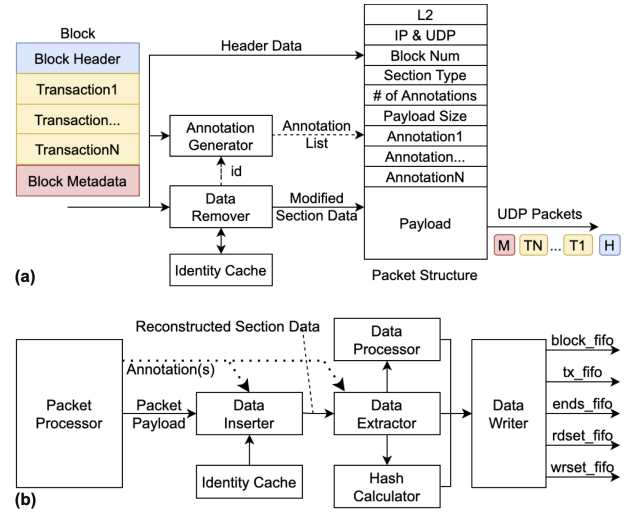 Block
Block Header
Transaction1
Transaction...
TransactionN
Block Metadata
Header Data
Annotation
Generator
Annotation
List
id
Data
Remover
Modified
Section Data
Identity Cache
L2
IP & UDP
Block Num
Section Type
# of Annotations
Payload Size
Annotation1
Annotation...
AnnotationN
Payload
Packet Structure
UDP Packets
M TN ... T1 H
(a)
Reconstructed Section Data
Annotation(s)
Packet
Processor
Packet
Payload
Data
Inserter
Identity Cache
Data
Processor
Data
Extractor
Hash
Calculator
Data
Writer
block_fifo
tx_fifo
ends_fifo
rdset_fifo
wrset_fifo
(b)